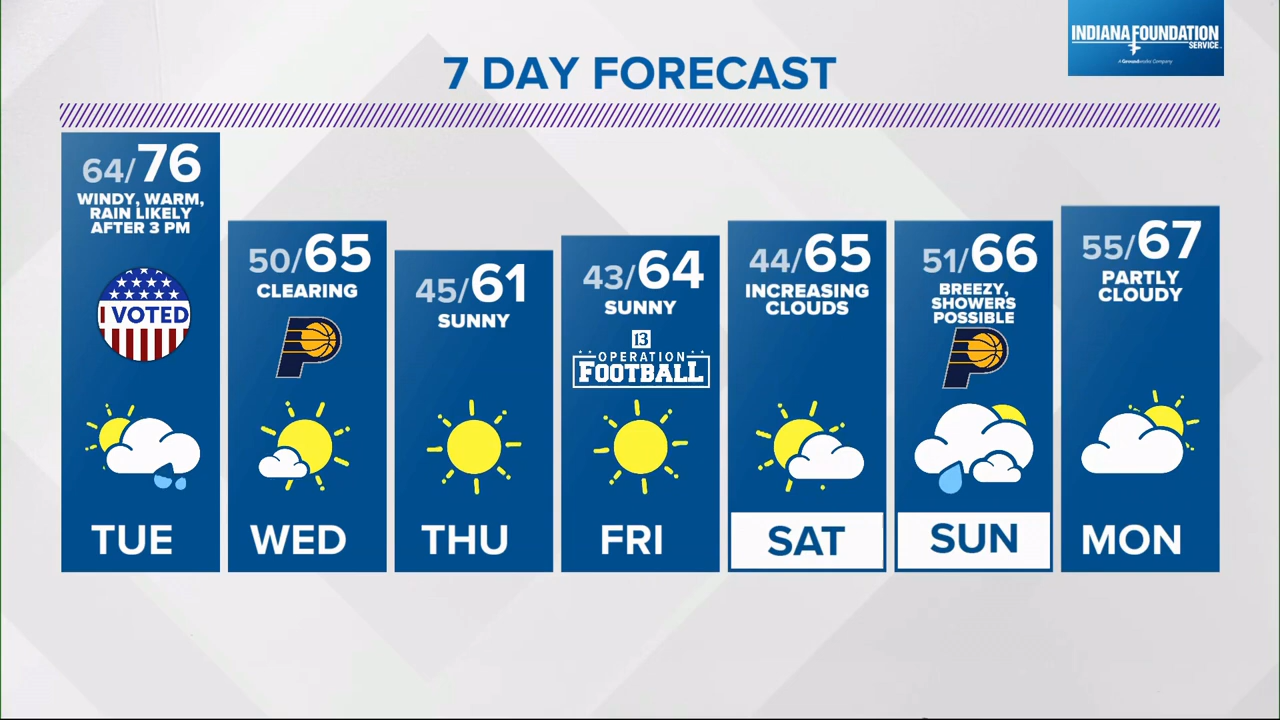 INDIANA FOUNDATION
SERVICE
A Groundworks Company
7 DAY FORECAST
64/76
WINDY, WARM,
RAIN LIKELY
AFTER 3 PM
I VOTED
TUE
50/65
CLEARING
WED
45/61
SUNNY
THU
43/64
SUNNY
13
OPERATION
FOOTBALL
FRI
44/65
INCREASING
CLOUDS
SAT
51/66
BREEZY,
SHOWERS
POSSIBLE
SUN
55/67
PARTLY
CLOUDY
MON